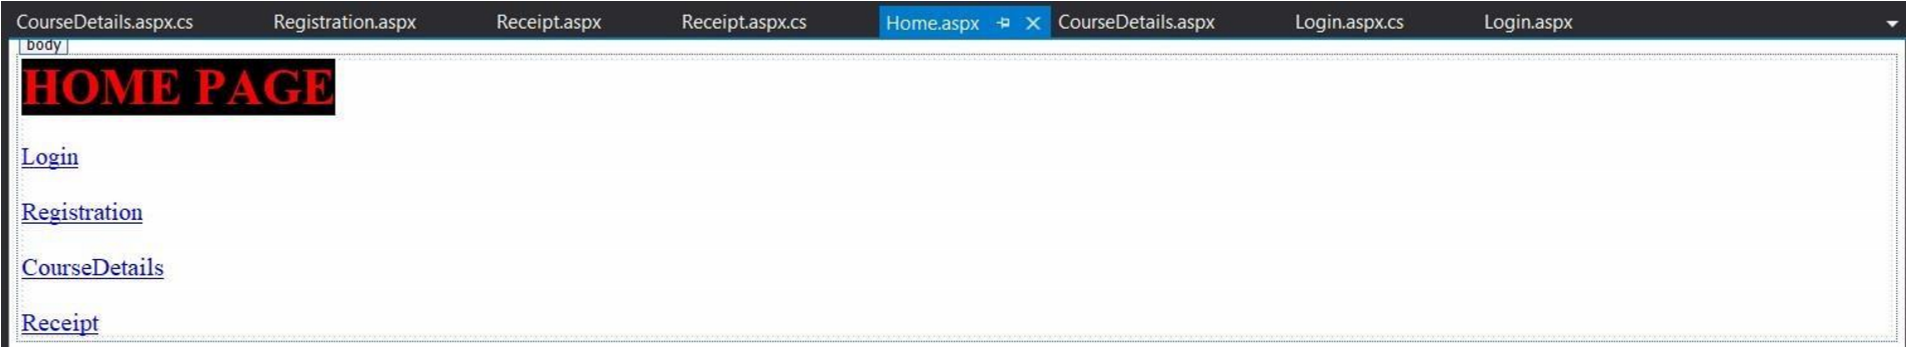 CourseDetails.aspx.cs Registration.aspx Receipt.aspx Receipt.aspx.cs Home.aspx CourseDetails.aspx Login.aspx.cs Login.aspx
body
HOME PAGE
Login
Registration
CourseDetails
Receipt